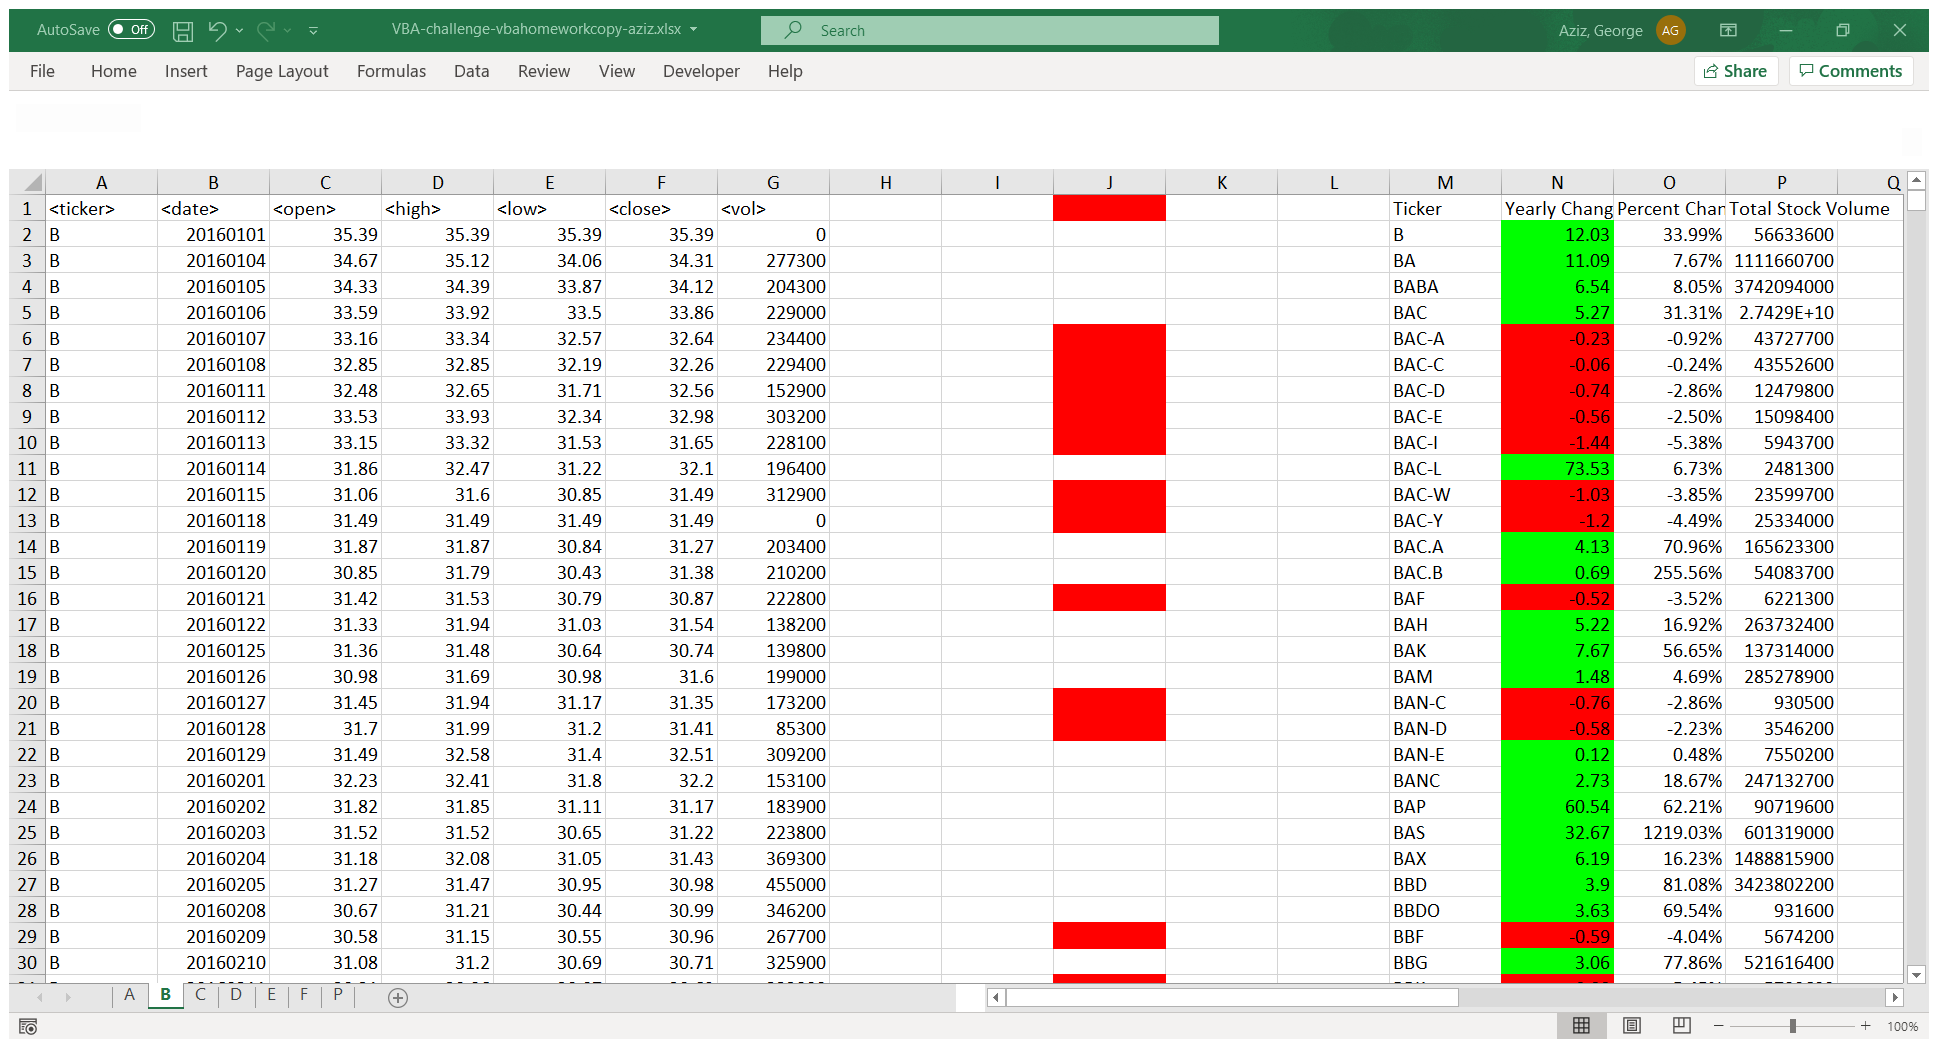 AutoSave Off VBA-challenge-vbahomeworkcopy-aziz.xlsx Search Aziz, George AG
File Home Insert Page Layout Formulas Data Review View Developer Help Share Comments
A B C D E F G H I J K L M N O P Q
1 <ticker> <date> <open> <high> <low> <close> <vol> Ticker Yearly Chang Percent Char Total Stock Volume
2 B 20160101 35.39 35.39 35.39 35.39 0 B 12.03 33.99% 56633600
3 B 20160104 34.67 35.12 34.06 34.31 277300 BA 11.09 7.67% 1111660700
4 B 20160105 34.33 34.39 33.87 34.12 204300 BABA 6.54 8.05% 3742094000
5 B 20160106 33.59 33.92 33.5 33.86 229000 BAC 5.27 31.31% 2.7429E+10
6 B 20160107 33.16 33.34 32.57 32.64 234400 BAC-A -0.23 -0.92% 43727700
7 B 20160108 32.85 32.85 32.19 32.26 229400 BAC-C -0.06 -0.24% 43552600
8 B 20160111 32.48 32.65 31.71 32.56 152900 BAC-D -0.74 -2.86% 12479800
9 B 20160112 33.53 33.93 32.34 32.98 303200 BAC-E -0.56 -2.50% 15098400
10 B 20160113 33.15 33.32 31.53 31.65 228100 BAC-I -1.44 -5.38% 5943700
11 B 20160114 31.86 32.47 31.22 32.1 196400 BAC-L 73.53 6.73% 2481300
12 B 20160115 31.06 31.6 30.85 31.49 312900 BAC-W -1.03 -3.85% 23599700
13 B 20160118 31.49 31.49 31.49 31.49 0 BAC-Y -1.2 -4.49% 25334000
14 B 20160119 31.87 31.87 30.84 31.27 203400 BAC.A 4.13 70.96% 165623300
15 B 20160120 30.85 31.79 30.43 31.38 210200 BAC.B 0.69 255.56% 54083700
16 B 20160121 31.42 31.53 30.79 30.87 222800 BAF -0.52 -3.52% 6221300
17 B 20160122 31.33 31.94 31.03 31.54 138200 BAH 5.22 16.92% 263732400
18 B 20160125 31.36 31.48 30.64 30.74 139800 BAK 7.67 56.65% 137314000
19 B 20160126 30.98 31.69 30.98 31.6 199000 BAM 1.48 4.69% 285278900
20 B 20160127 31.45 31.94 31.17 31.35 173200 BAN-C -0.76 -2.86% 930500
21 B 20160128 31.7 31.99 31.2 31.41 85300 BAN-D -0.58 -2.23% 3546200
22 B 20160129 31.49 32.58 31.4 32.51 309200 BAN-E 0.12 0.48% 7550200
23 B 20160201 32.23 32.41 31.8 32.2 153100 BANC 2.73 18.67% 247132700
24 B 20160202 31.82 31.85 31.11 31.17 183900 BAP 60.54 62.21% 90719600
25 B 20160203 31.52 31.52 30.65 31.22 223800 BAS 32.67 1219.03% 601319000
26 B 20160204 31.18 32.08 31.05 31.43 369300 BAX 6.19 16.23% 1488815900
27 B 20160205 31.27 31.47 30.95 30.98 455000 BBD 3.9 81.08% 3423802200
28 B 20160208 30.67 31.21 30.44 30.99 346200 BBDO 3.63 69.54% 931600
29 B 20160209 30.58 31.15 30.55 30.96 267700 BBF -0.59 -4.04% 5674200
30 B 20160210 31.08 31.2 30.69 30.71 325900 BBG 3.06 77.86% 521616400
A B C D E F P
100%